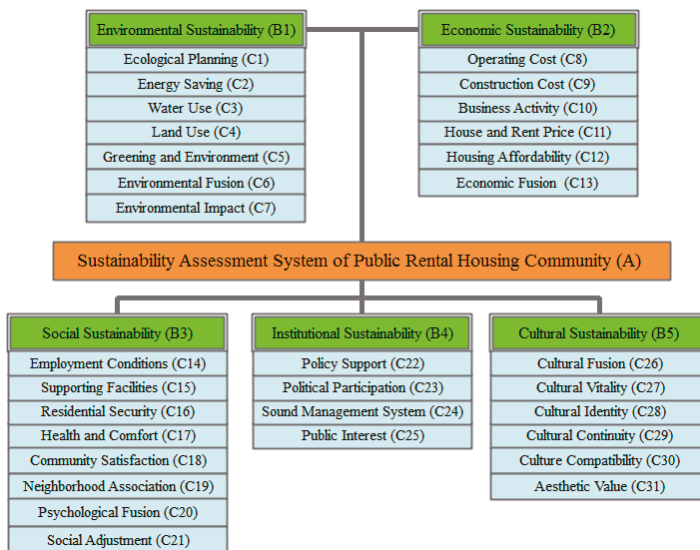 Environmental Sustainability (B1)
Ecological Planning (C1)
Energy Saving (C2)
Water Use (C3)
Land Use (C4)
Greening and Environment (C5)
Environmental Fusion (C6)
Environmental Impact (C7)
Economic Sustainability (B2)
Operating Cost (C8)
Construction Cost (C9)
Business Activity (C10)
House and Rent Price (C11)
Housing Affordability (C12)
Economic Fusion (C13)
Sustainability Assessment System of Public Rental Housing Community (A)
Social Sustainability (B3)
Employment Conditions (C14)
Supporting Facilities (C15)
Residential Security (C16)
Health and Comfort (C17)
Community Satisfaction (C18)
Neighborhood Association (C19)
Psychological Fusion (C20)
Social Adjustment (C21)
Institutional Sustainability (B4)
Policy Support (C22)
Political Participation (C23)
Sound Management System (C24)
Public Interest (C25)
Cultural Sustainability (B5)
Cultural Fusion (C26)
Cultural Vitality (C27)
Cultural Identity (C28)
Cultural Continuity (C29)
Culture Compatibility (C30)
Aesthetic Value (C31)